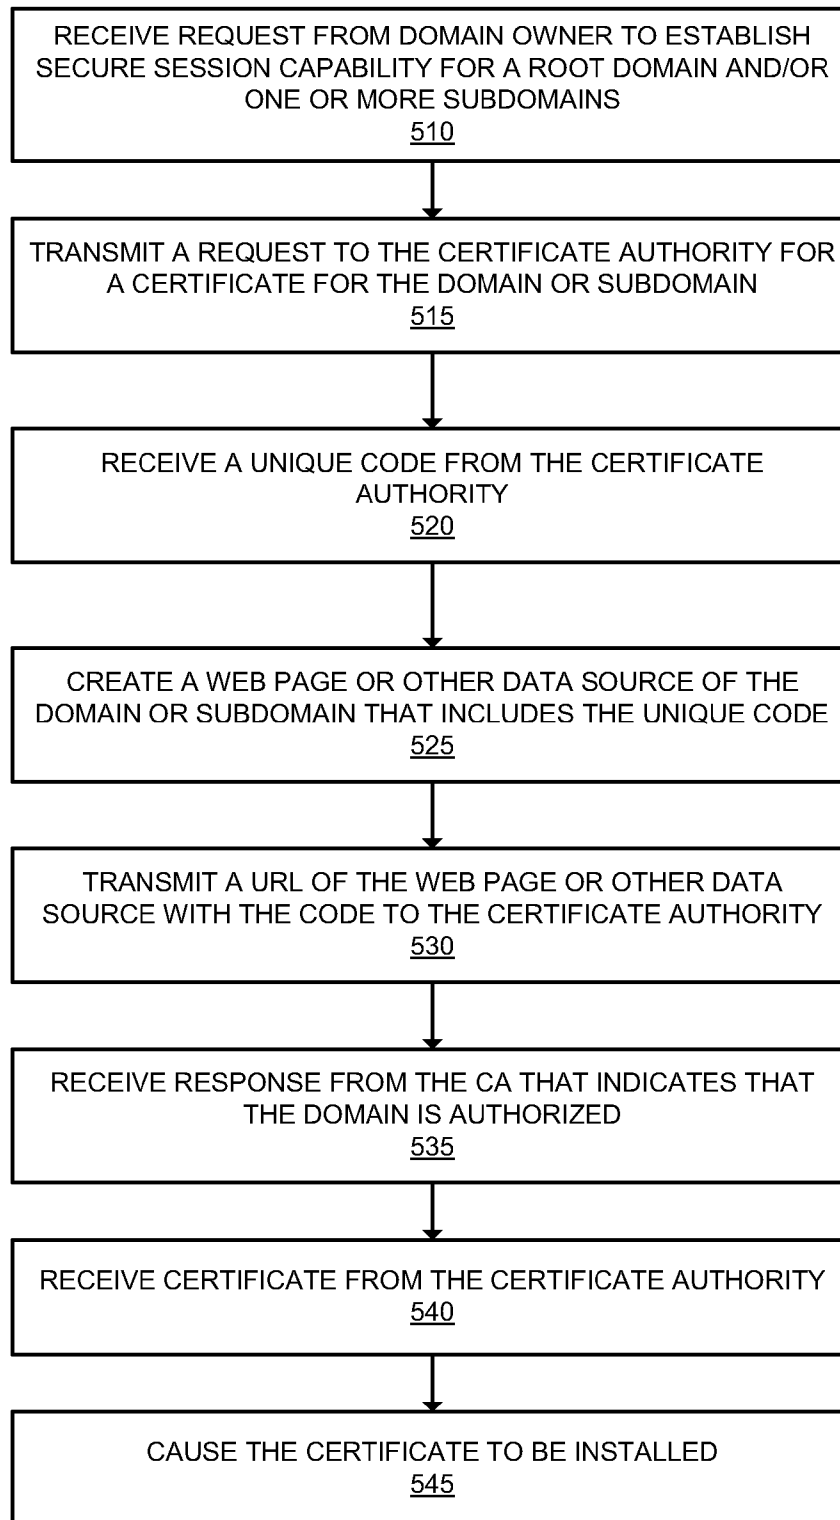 RECEIVE REQUEST FROM DOMAIN OWNER TO ESTABLISH
SECURE SESSION CAPABILITY FOR A ROOT DOMAIN AND/OR
ONE OR MORE SUBDOMAINS
510
TRANSMIT A REQUEST TO THE CERTIFICATE AUTHORITY FOR
A CERTIFICATE FOR THE DOMAIN OR SUBDOMAIN
515
RECEIVE A UNIQUE CODE FROM THE CERTIFICATE
AUTHORITY
520
CREATE A WEB PAGE OR OTHER DATA SOURCE OF THE
DOMAIN OR SUBDOMAIN THAT INCLUDES THE UNIQUE CODE
525
TRANSMIT A URL OF THE WEB PAGE OR OTHER DATA
SOURCE WITH THE CODE TO THE CERTIFICATE AUTHORITY
530
RECEIVE RESPONSE FROM THE CA THAT INDICATES THAT
THE DOMAIN IS AUTHORIZED
535
RECEIVE CERTIFICATE FROM THE CERTIFICATE AUTHORITY
540
CAUSE THE CERTIFICATE TO BE INSTALLED
545